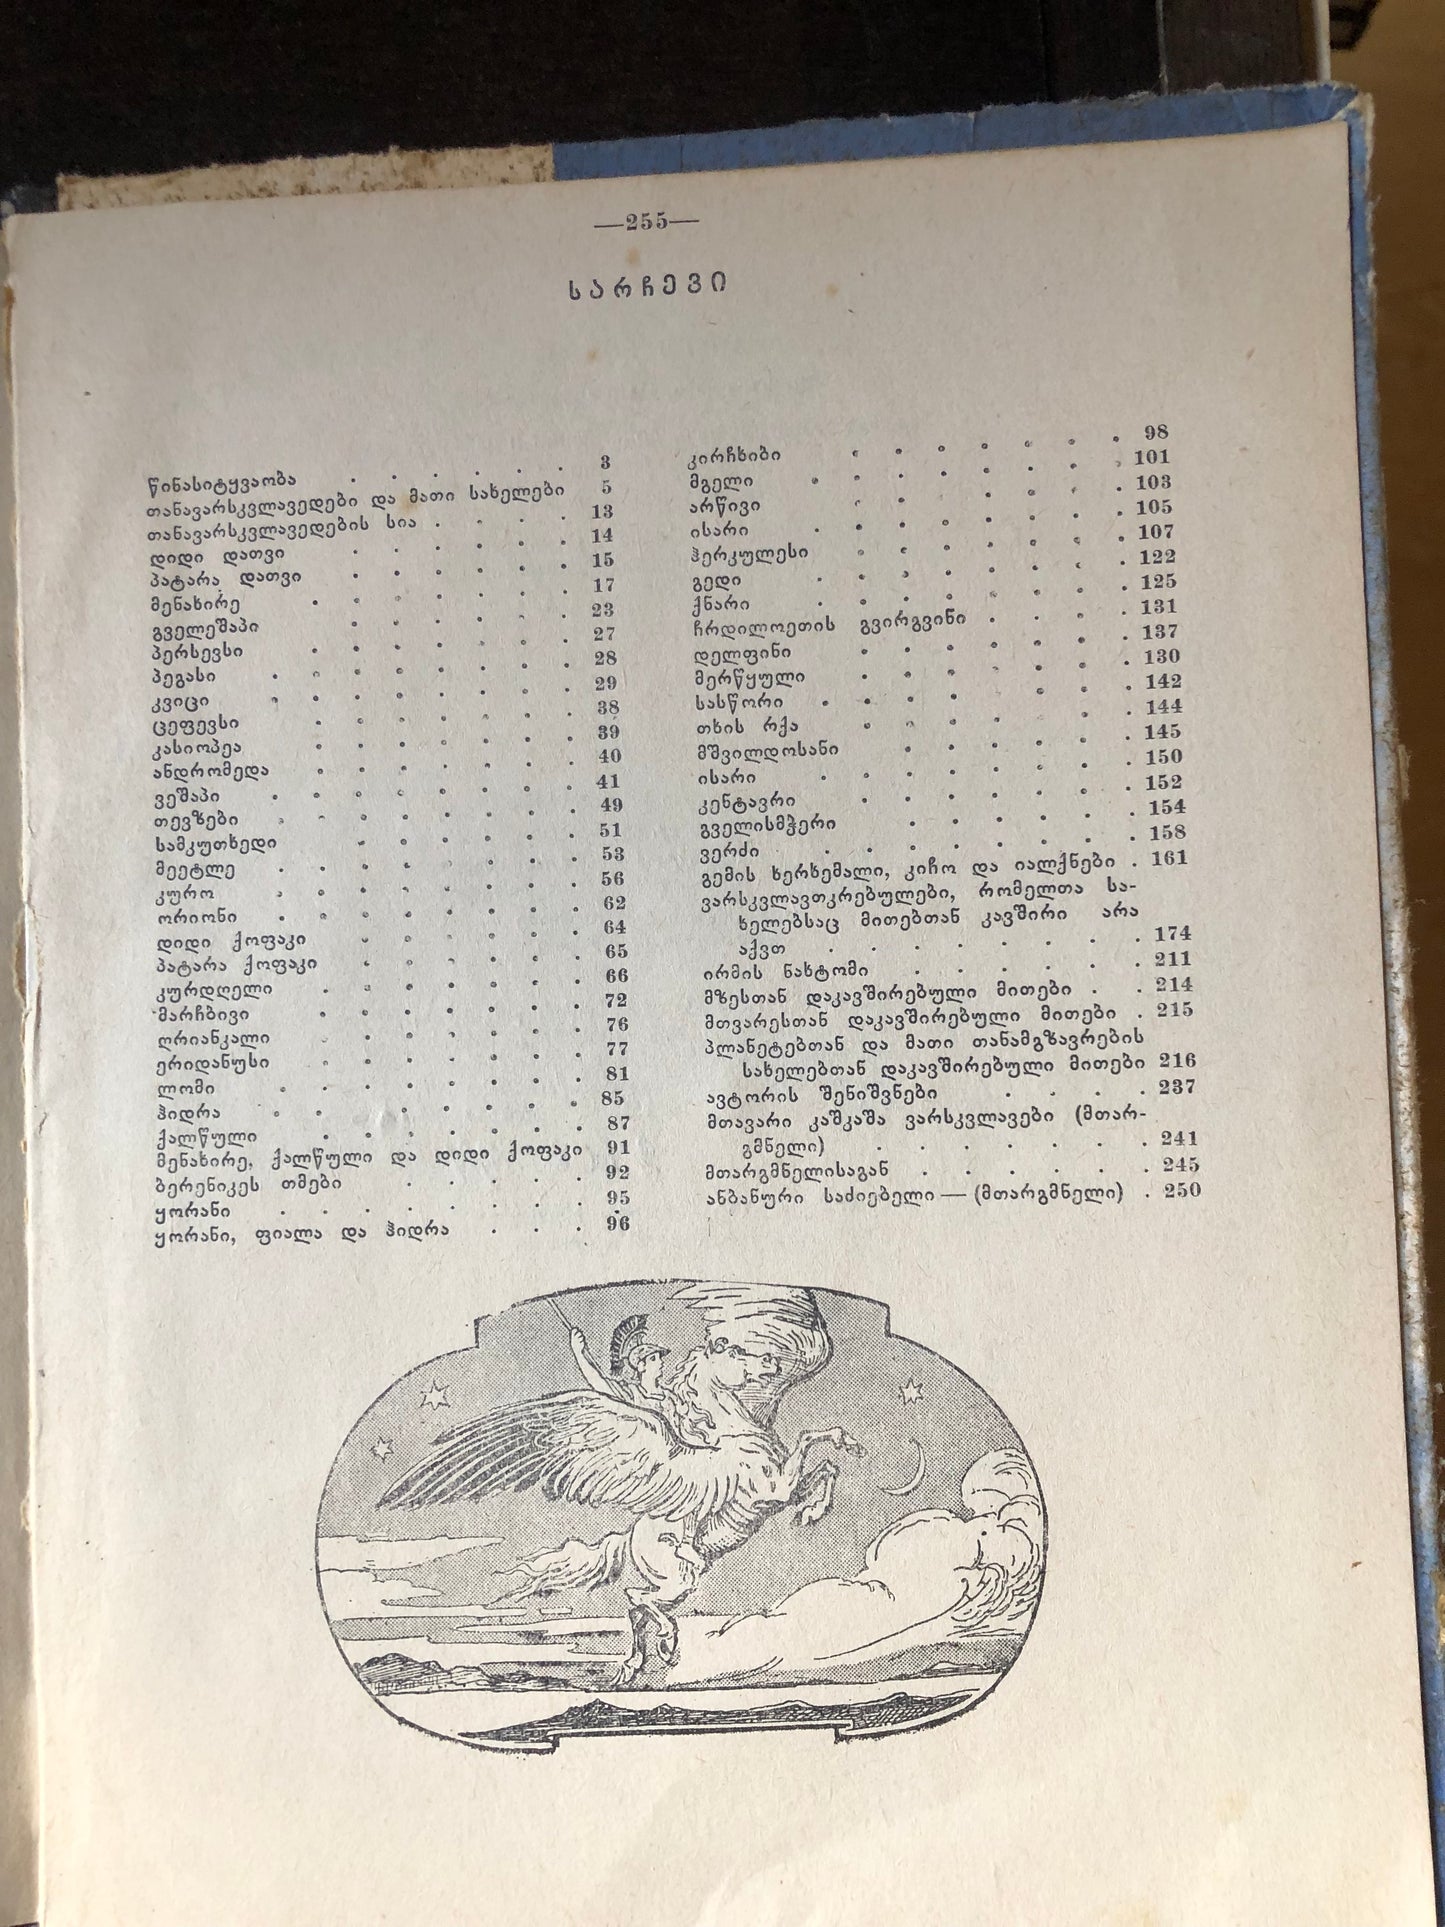 —255—
სარჩევი
წინასიტყვაობა . . . . . . 3
თანავარსკვლავედები და მათი სახელები 5
თანავარსკვლავედების სია . . . . 13
დიდი დათვი . . . . . . 14
პატარა დათვი . . . . . . 15
მენახირე . . . . . . . 17
გველეშაპი . . . . . . 23
პერსევსი . . . . . . . 27
პეგასი . . . . . . . . 28
კვიცი . . . . . . . . 29
ცეფევსი . . . . . . . 38
კასიოპეა . . . . . . . 39
ანდრომედა . . . . . . . 40
ვეშაპი . . . . . . . . 41
თევზები . . . . . . . . 49
სამკუთხედი . . . . . . 51
მეეტლე . . . . . . . . 53
კურო . . . . . . . . 56
ორიონი . . . . . . . . 62
დიდი ქოფაკი . . . . . . 64
პატარა ქოფაკი . . . . . . 65
კურდღელი . . . . . . . 66
მარჩბივი . . . . . . . 72
ღრიანკალი . . . . . . . 76
ერიდანუსი . . . . . . . 77
ლომი . . . . . . . . 81
ჰიდრა . . . . . . . . 85
ქალწული . . . . . . . 87
მენახირე, ქალწული და დიდი ქოფაკი 91
ბერენიკეს თმები . . . . . 92
ყორანი . . . . . . . . 95
ყორანი, ფიალა და ჰიდრა . . . 96
კირჩხიბი . . . . . . . 98
მგელი . . . . . . . . 101
არწივი . . . . . . . 103
ისარი . . . . . . . . 105
ჰერკულესი . . . . . . . 107
გედი . . . . . . . . 122
ქნარი . . . . . . . . 125
ჩრდილოეთის გვირგვინი . . . . 131
დელფინი . . . . . . . 137
მერწყული . . . . . . . 130
სასწორი . . . . . . . 142
თხის რქა . . . . . . 144
მშვილდოსანი . . . . . . 145
ისარი . . . . . . . . 150
კენტავრი . . . . . . . 152
გველისმჭერი . . . . . . 154
ვერძი . . . . . . . . 158
გემის ხერხემალი, კიჩო და იალქნები . 161
ვარსკვლავთკრებულები, რომელთა სა-
ხელებსაც მითებთან კავშირი არა
აქვთ . . . . . . . . 174
ირმის ნახტომი . . . . . . 211
მზესთან დაკავშირებული მითები . . 214
მთვარესთან დაკავშირებული მითები . 215
პლანეტებთან და მათი თანამგზავრების
სახელებთან დაკავშირებული მითები 216
ავტორის შენიშვნები . . . . 237
მთავარი კაშკაშა ვარსკვლავები (მთარ-
გმნელი) . . . . . . . 241
მთარგმნელისაგან . . . . . . 245
ანბანური საძიებელი — (მთარგმნელი) . 250